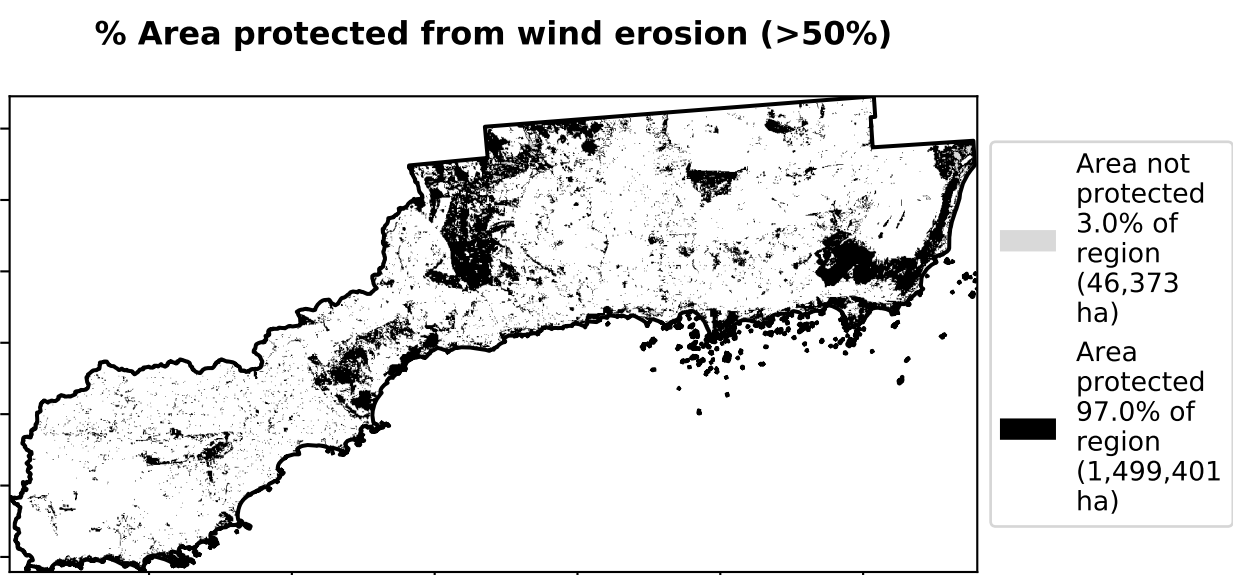 % Area protected from wind erosion (>50%)
Area not
protected
3.0% of
region
(46,373
ha)
Area
protected
97.0% of
region
(1,499,401
ha)